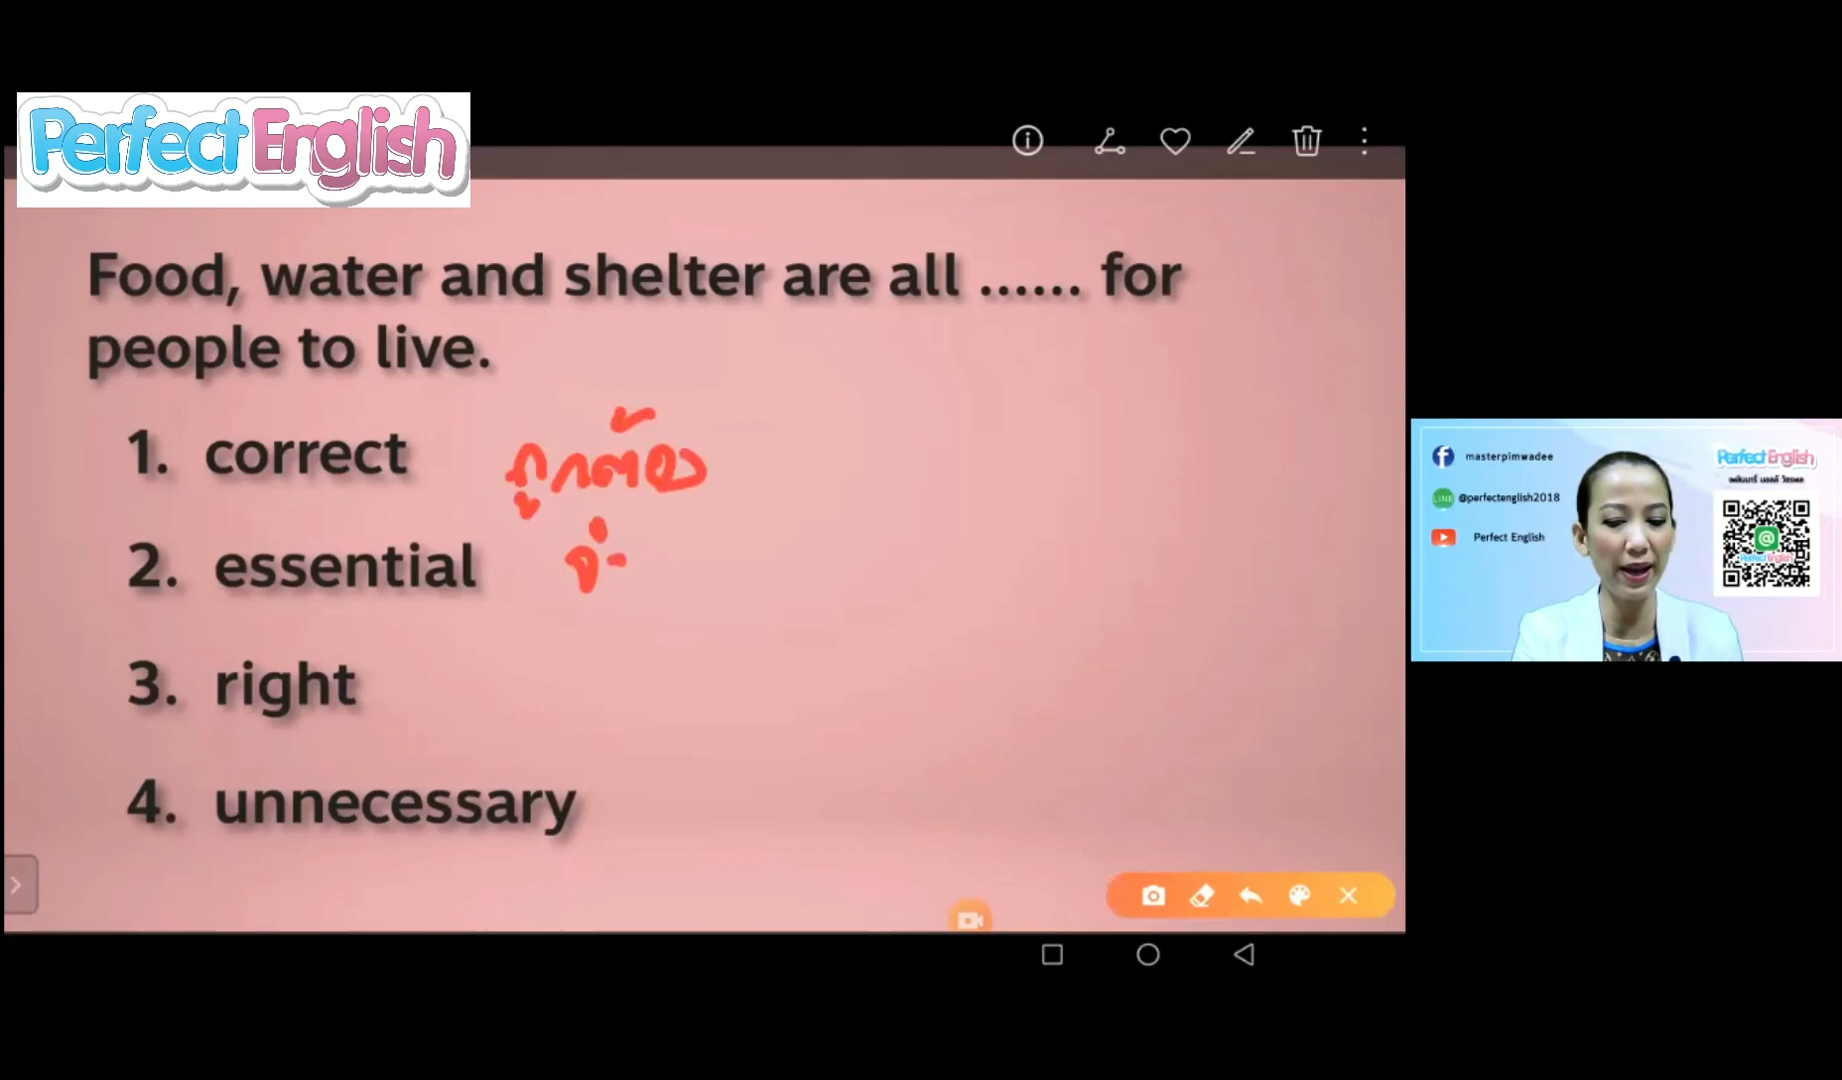 Perfect English
Food, water and shelter are all ...... for
people to live.
1. correct ถูกต้อง
2. essential จำ
3. right
4. unnecessary
masterpimwadee
LINE @perfectenglish2018
Perfect English
Perfect English